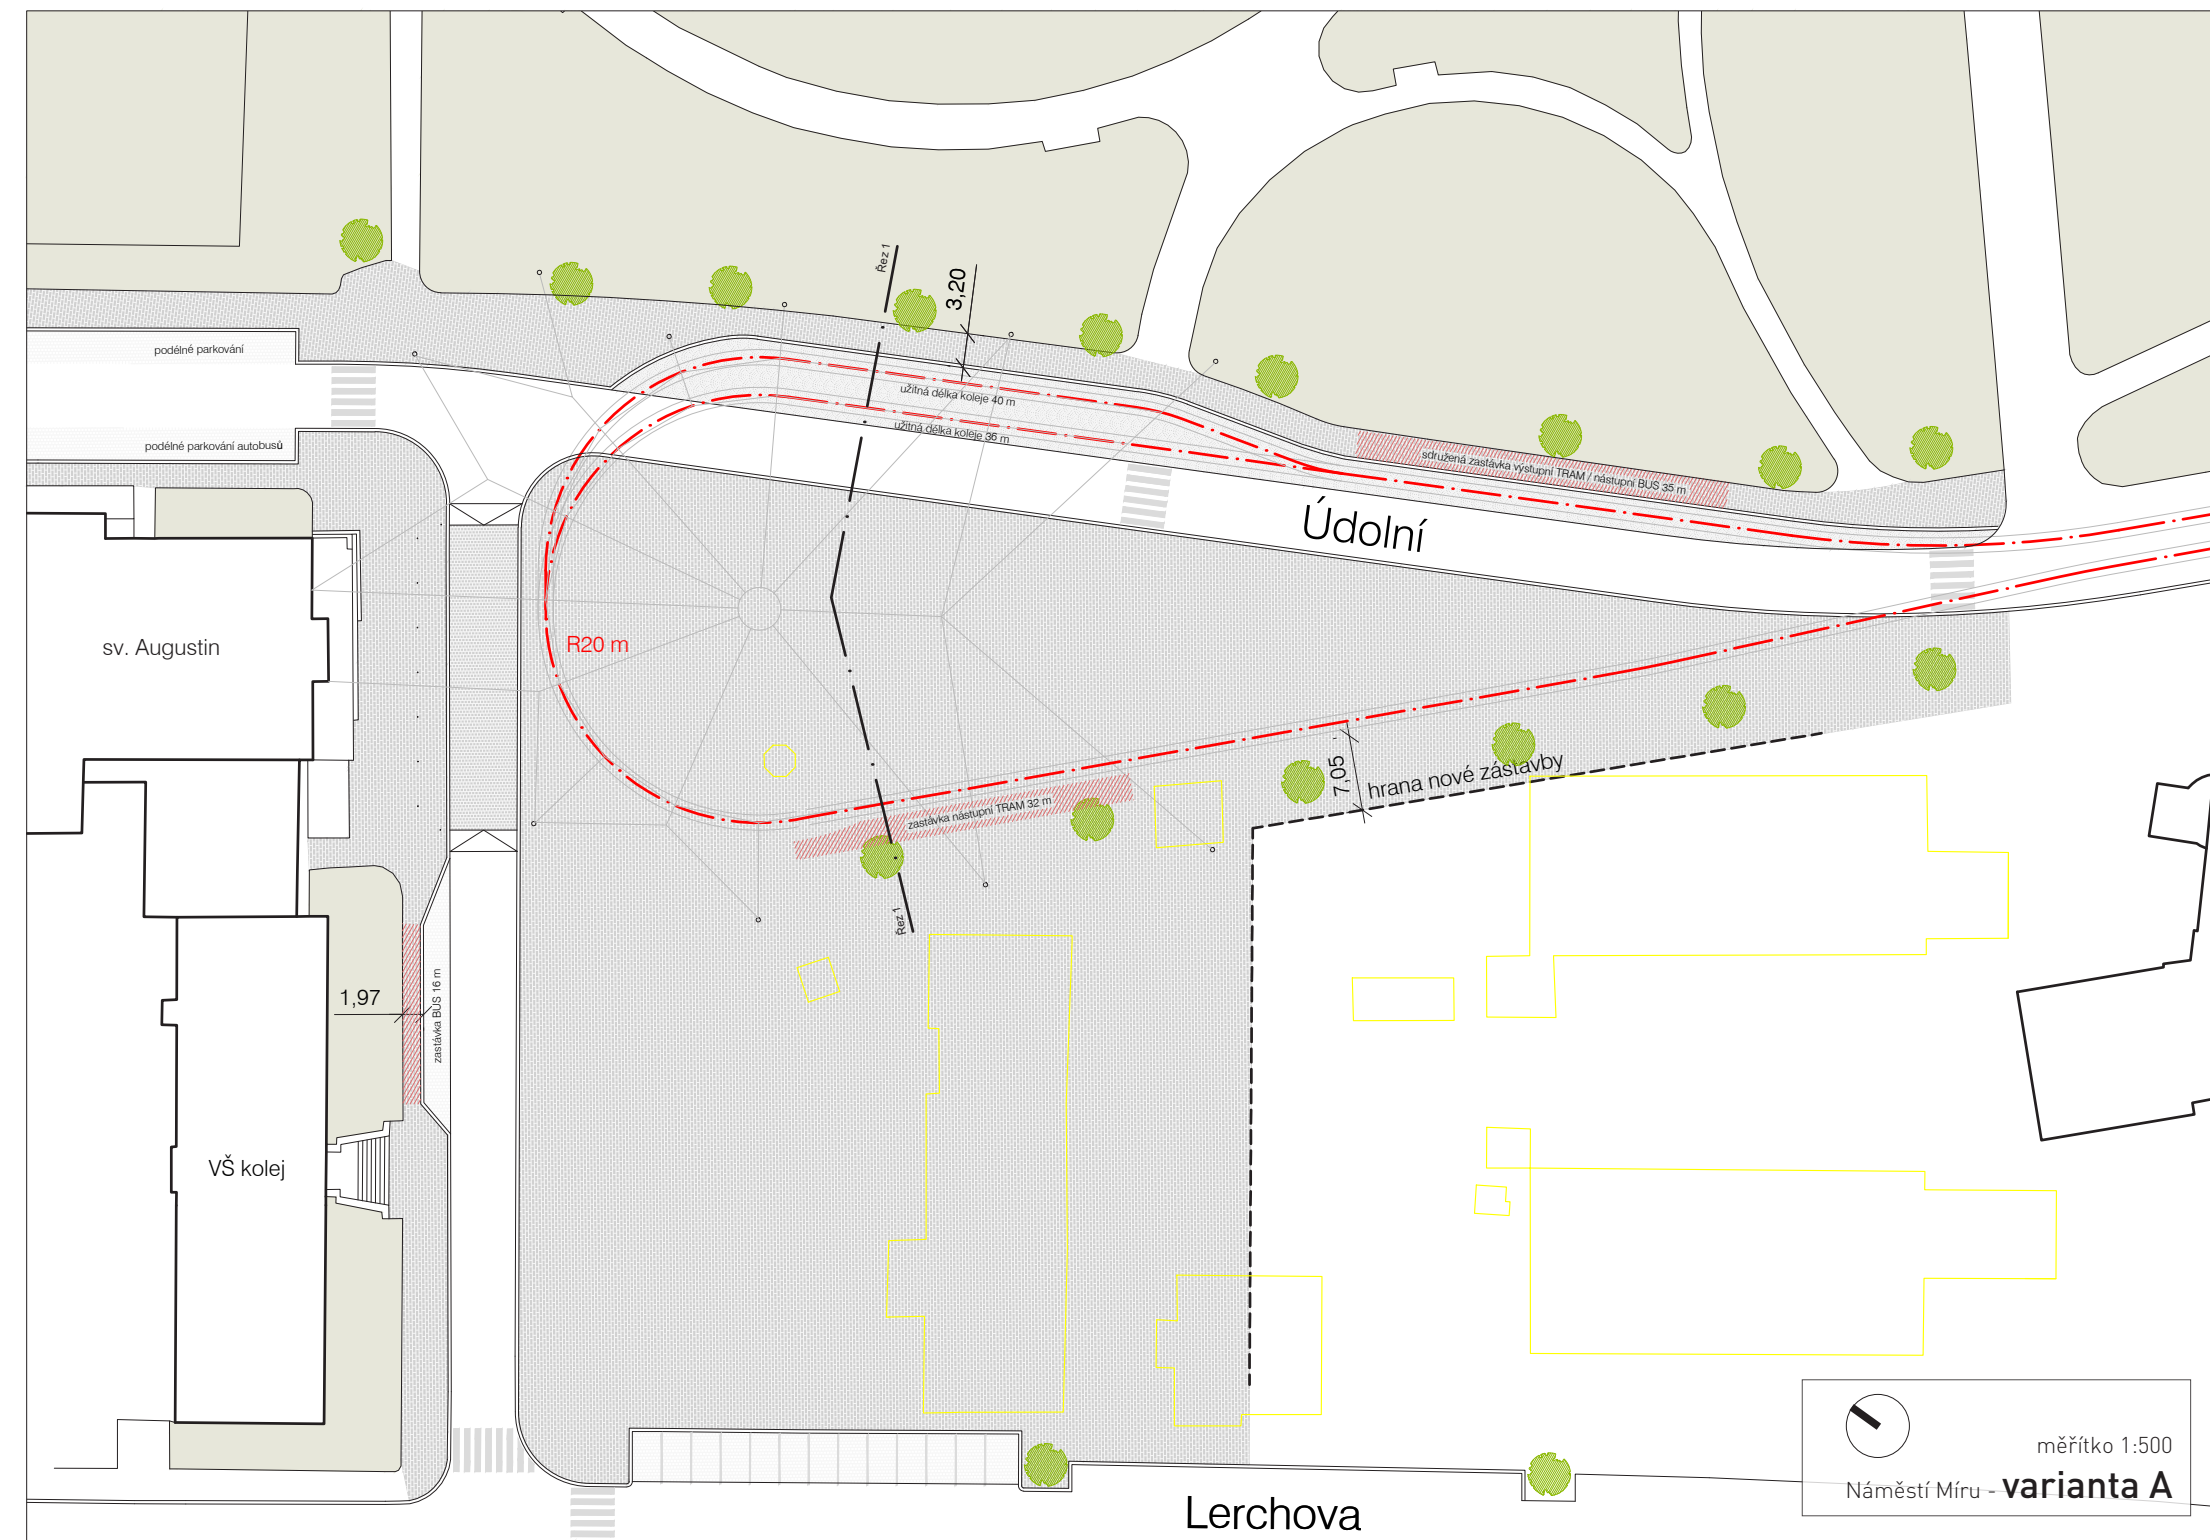 Řez 1
3,20
podélné parkování
užitná délka koleje 40 m
užitná délka koleje 36 m
podélné parkování autobusů
sdružená zastávka výstupní TRAM / nástupní BUS 35 m
Údolní
sv. Augustin
R20 m
7,05
hrana nové zástavby
zastávka nástupní TRAM 32 m
Řez 1
1,97
zastávka BUS 16 m
VŠ kolej
měřítko 1:500
Náměstí Míru - varianta A
Lerchova